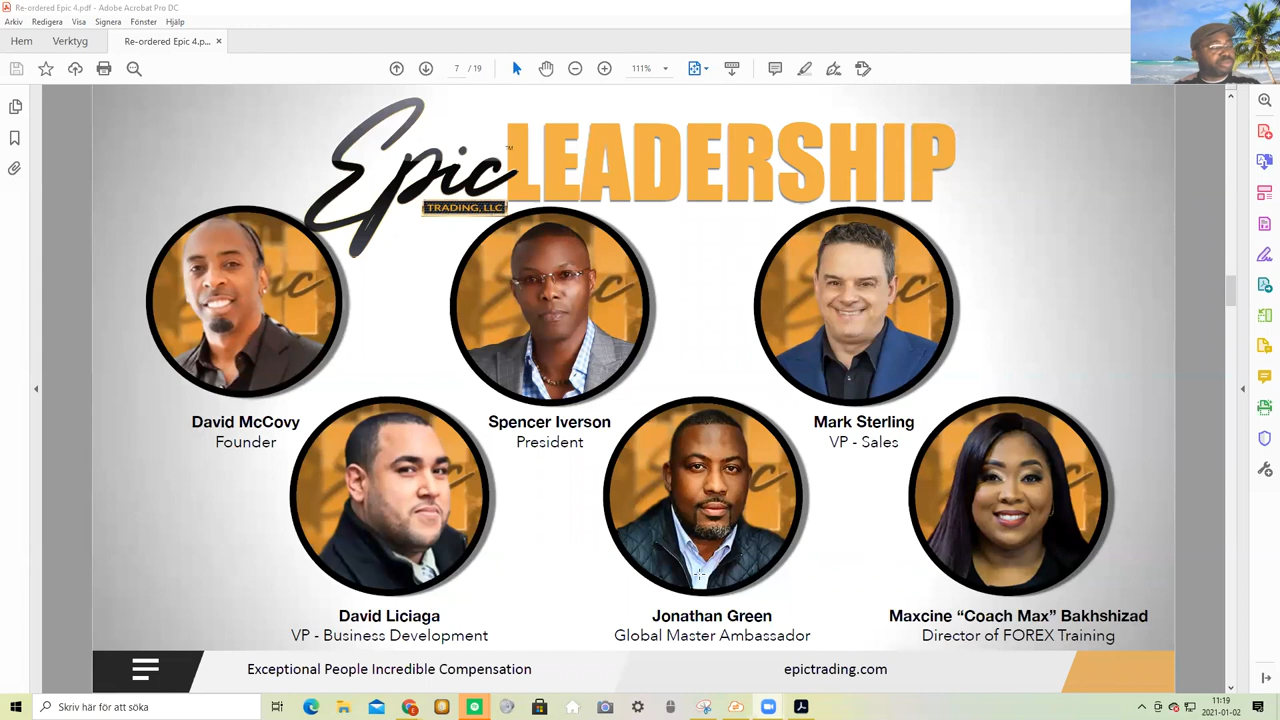 Re-ordered Epic 4.pdf - Adobe Acrobat Pro DC
Arkiv Redigera Visa Signera Fönster Hjälp
Hem Verktyg Re-ordered Epic 4.p... ×
7 / 19 111%
Epic™ LEADERSHIP
TRADING, LLC
David McCovy
Founder
Spencer Iverson
President
Mark Sterling
VP - Sales
David Liciaga
VP - Business Development
Jonathan Green
Global Master Ambassador
Maxcine “Coach Max” Bakhshizad
Director of FOREX Training
Exceptional People Incredible Compensation epictrading.com
Skriv här för att söka
11:19
2021-01-02